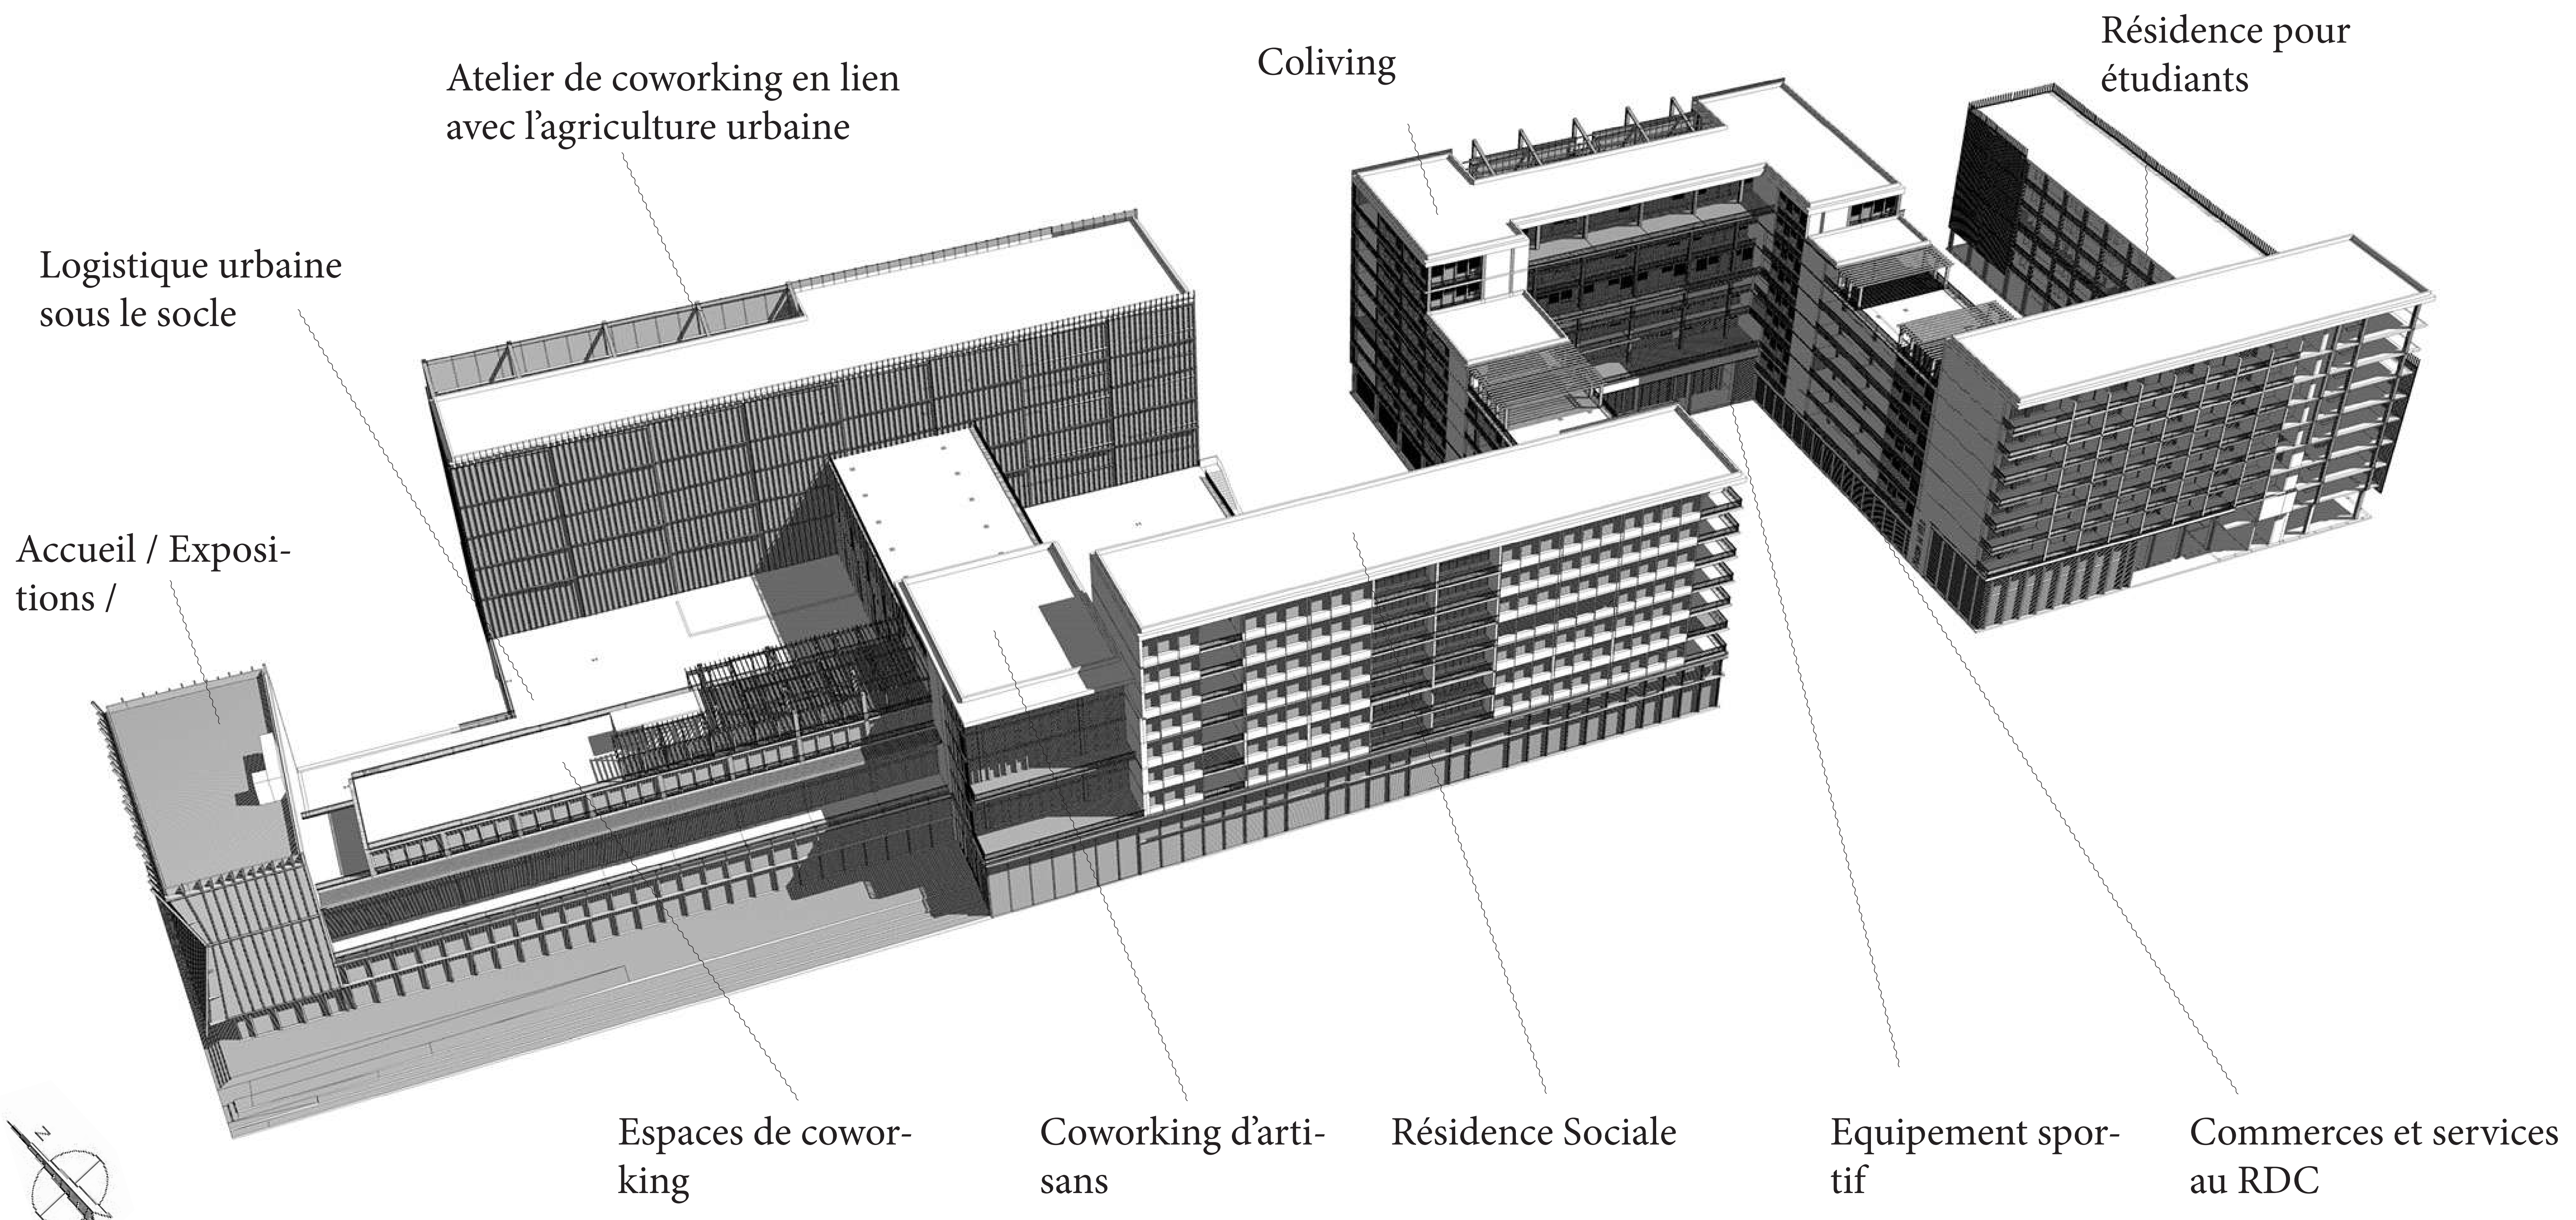 Résidence pour
étudiants
Coliving
Atelier de coworking en lien
avec l’agriculture urbaine
Logistique urbaine
sous le socle
Accueil / Exposi-
tions /
Espaces de cowor-
king
Coworking d’arti-
sans
Résidence Sociale
Equipement spor-
tif
Commerces et services
au RDC
N